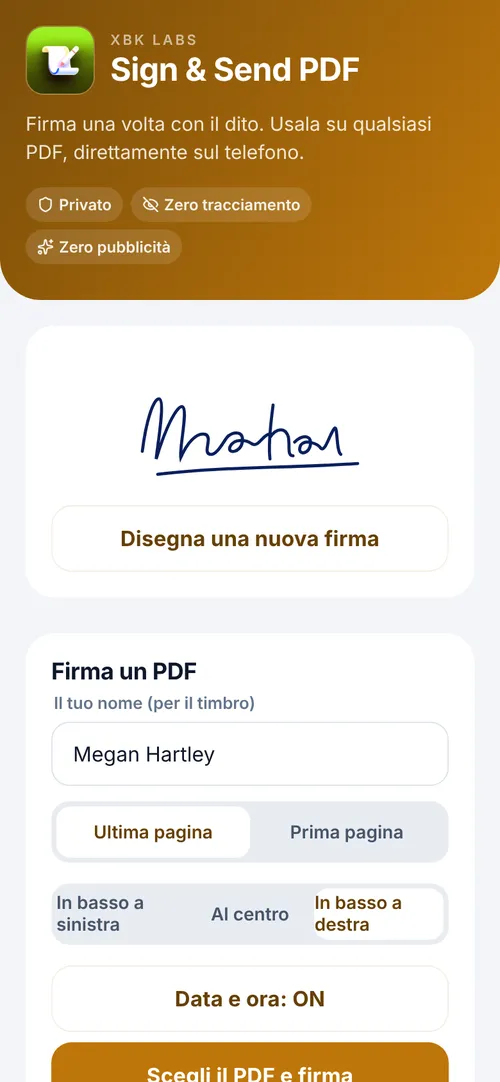 XBK LABS
Sign & Send PDF
Firma una volta con il dito. Usala su qualsiasi
PDF, direttamente sul telefono.
Privato
Zero tracciamento
Zero pubblicità
Disegna una nuova firma
Firma un PDF
Il tuo nome (per il timbro)
Megan Hartley
Ultima pagina
Prima pagina
In basso a
sinistra
Al centro
In basso a
destra
Data e ora: ON
Scegli il PDF e firma